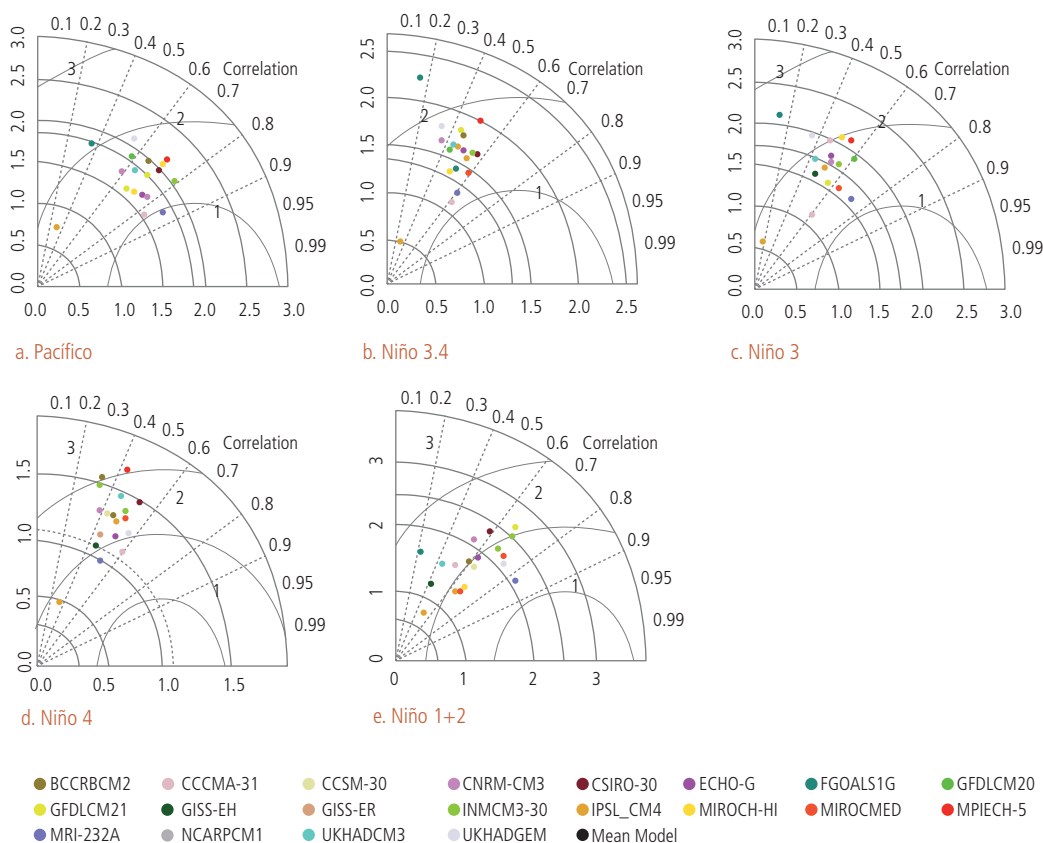 0.1 0.2 0.3 0.4 0.5 0.6 0.7 0.8 0.9 0.95 0.99
Correlation
3 2 1
3.0 2.5 2.0 1.5 1.0 0.5 0.0
0.0 0.5 1.0 1.5 2.0 2.5 3.0
a. Pacífico
0.1 0.2 0.3 0.4 0.5 0.6 0.7 0.8 0.9 0.95 0.99
Correlation
2 1
2.5 2.0 1.5 1.0 0.5 0.0
0.0 0.5 1.0 1.5 2.0 2.5
b. Niño 3.4
0.1 0.2 0.3 0.4 0.5 0.6 0.7 0.8 0.9 0.95 0.99
Correlation
3 2 1
3.0 2.5 2.0 1.5 1.0 0.5 0.0
0.0 0.5 1.0 1.5 2.0 2.5 3.0
c. Niño 3
0.1 0.2 0.3 0.4 0.5 0.6 0.7 0.8 0.9 0.95 0.99
Correlation
3 2 1
1.5 1.0 0.5 0.0
0.0 0.5 1.0 1.5
d. Niño 4
0.1 0.2 0.3 0.4 0.5 0.6 0.7 0.8 0.9 0.95 0.99
Correlation
3 2 1
3 2 1 0
0 1 2 3
e. Niño 1+2
BCCRBCM2 CCCMA-31 CCSM-30 CNRM-CM3 CSIRO-30 ECHO-G FGOALS1G GFDLCM20
GFDLCM21 GISS-EH GISS-ER INMCM3-30 IPSL_CM4 MIROCH-HI MIROCMED MPIECH-5
MRI-232A NCARPCM1 UKHADCM3 UKHADGEM Mean Model